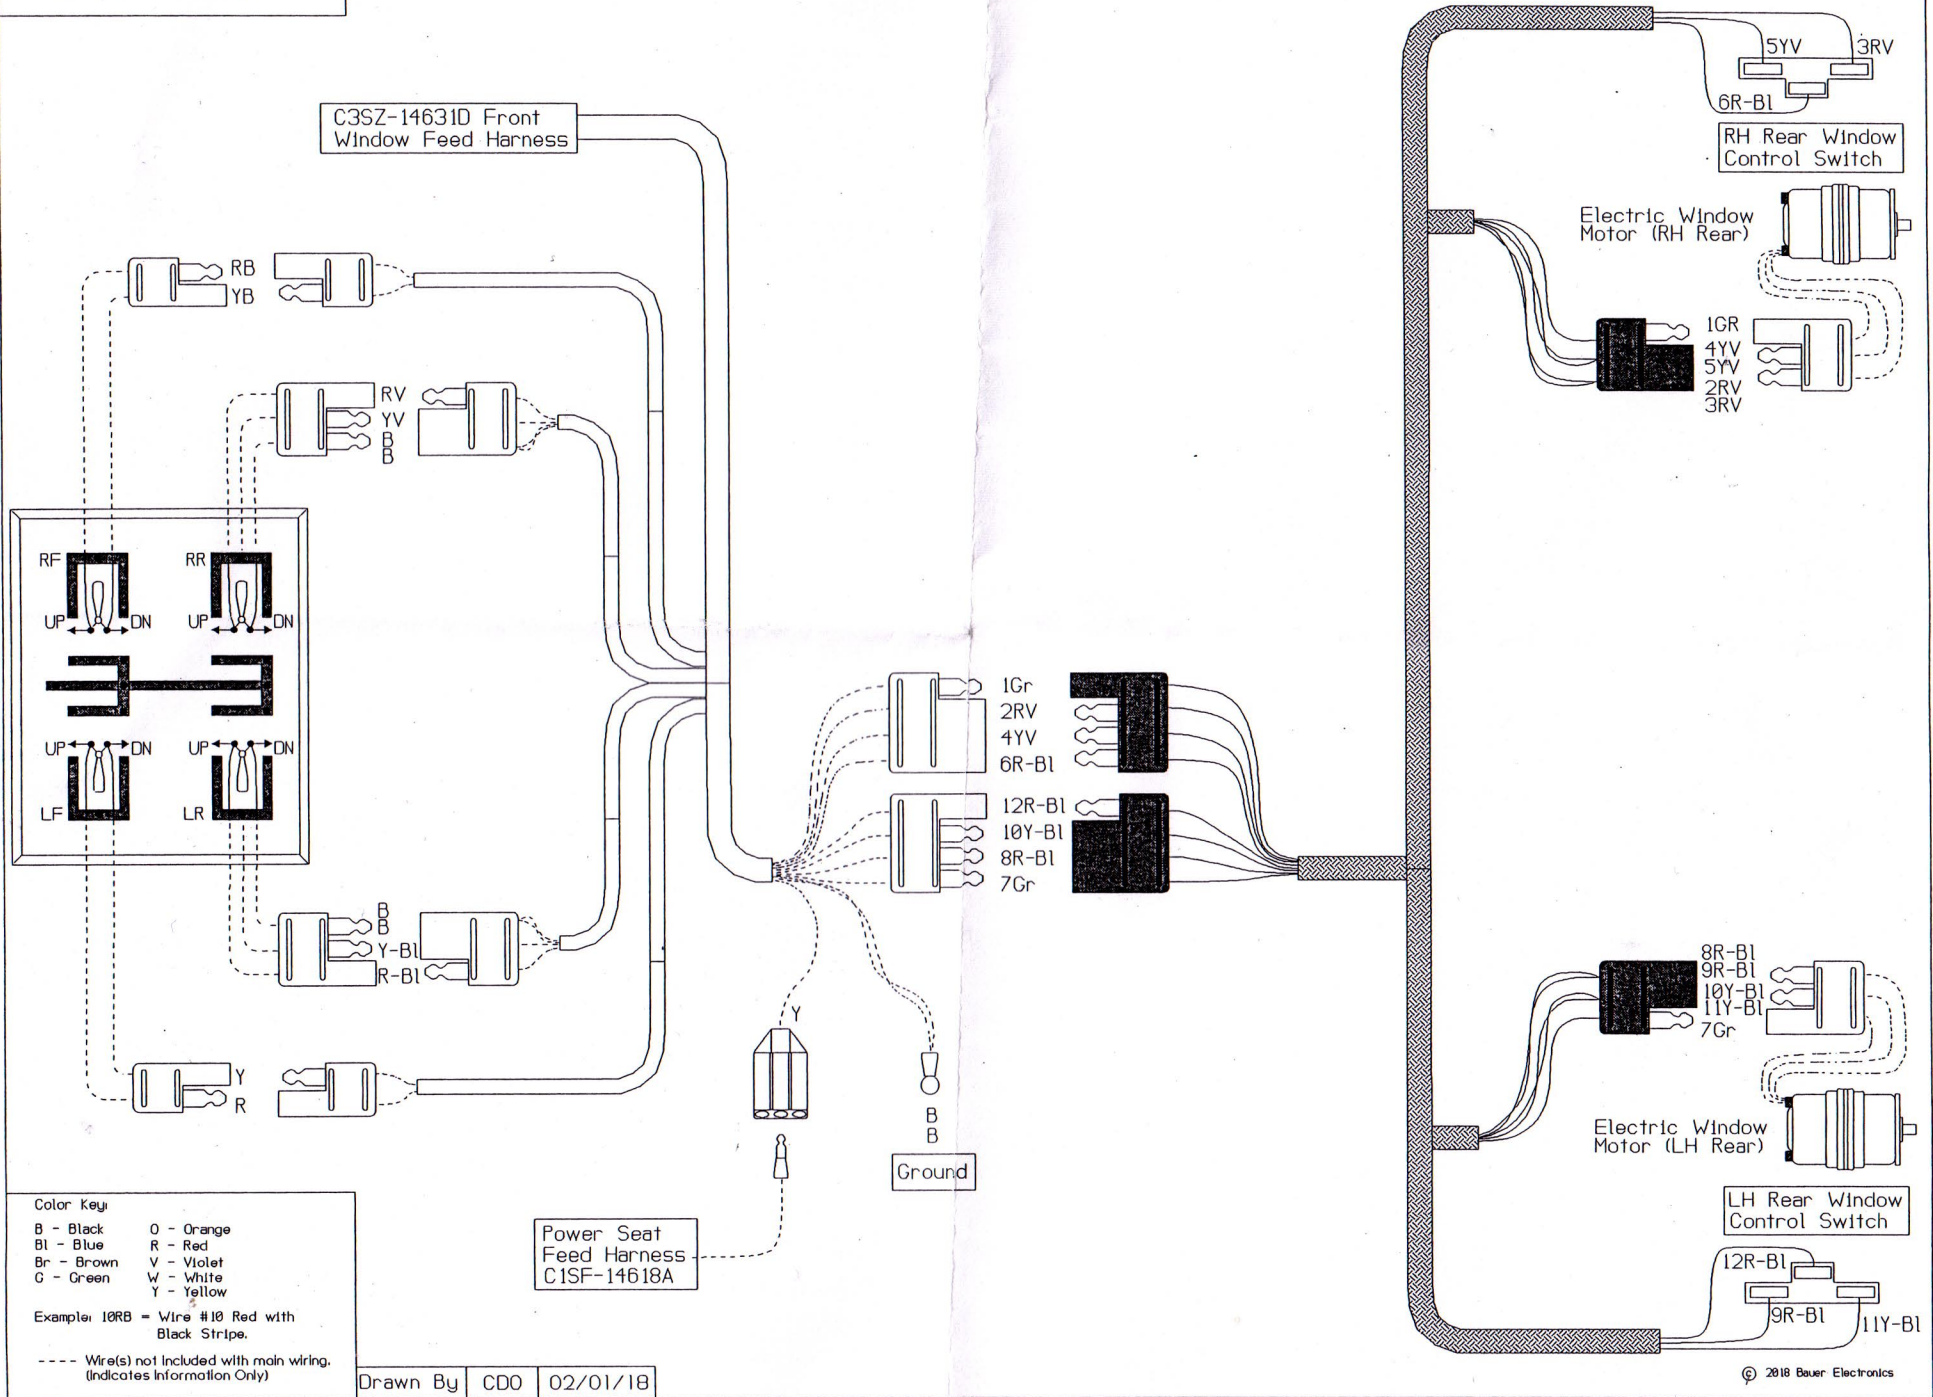 5YV
3RV
6R-Bl
RH Rear Window
Control Switch
C3SZ-14631D Front
Window Feed Harness
Electric Window
Motor (RH Rear)
RB
YB
1GR
4YV
5YV
2RV
3RV
RV
YV
B
B
RF
RR
UP
DN
UP
DN
UP
DN
UP
DN
LF
LR
1Gr
2RV
4YV
6R-Bl
12R-Bl
10Y-Bl
8R-Bl
7Gr
B
B
Y-Bl
R-Bl
8R-Bl
9R-Bl
10Y-Bl
11Y-Bl
7Gr
Y
Y
R
B
B
Ground
Electric Window
Motor (LH Rear)
LH Rear Window
Control Switch
12R-Bl
9R-Bl
11Y-Bl
Power Seat
Feed Harness
C1SF-14618A
Color Key:
B - Black
O - Orange
Bl - Blue
R - Red
Br - Brown
V - Violet
G - Green
W - White
Y - Yellow
Example: 10RB = Wire #10 Red with
Black Stripe.
---- Wire(s) not included with main wiring.
(Indicates Information Only)
Drawn By
CDO
02/01/18
© 2018 Bauer Electronics